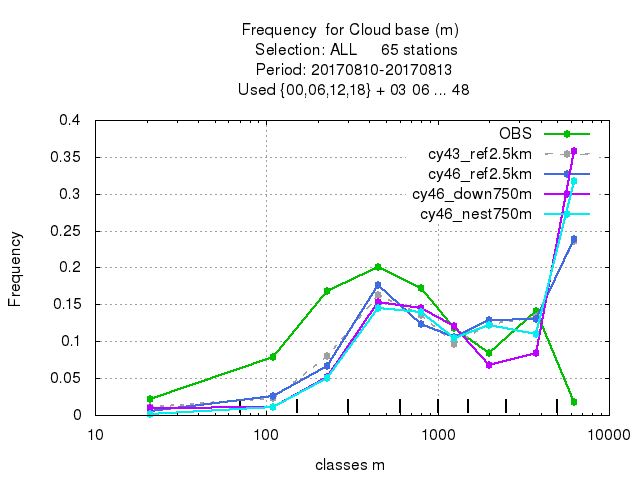 Frequency  for Cloud base (m)
Selection: ALL     65 stations
Period: 20170810-20170813
Used {00,06,12,18} + 03 06 ... 48
0.4
0.35
0.3
0.25
0.2
0.15
0.1
0.05
0
Frequency
OBS
cy43_ref2.5km
cy46_ref2.5km
cy46_down750m
cy46_nest750m
10 100 1000 10000
classes m